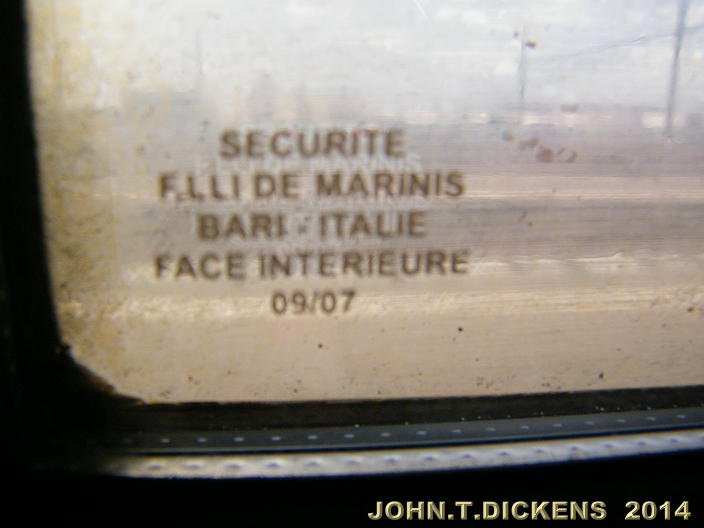 SECURITE
F.LLI DE MARINIS
BARI - ITALIE
FACE INTERIEURE
09/07
JOHN.T.DICKENS 2014